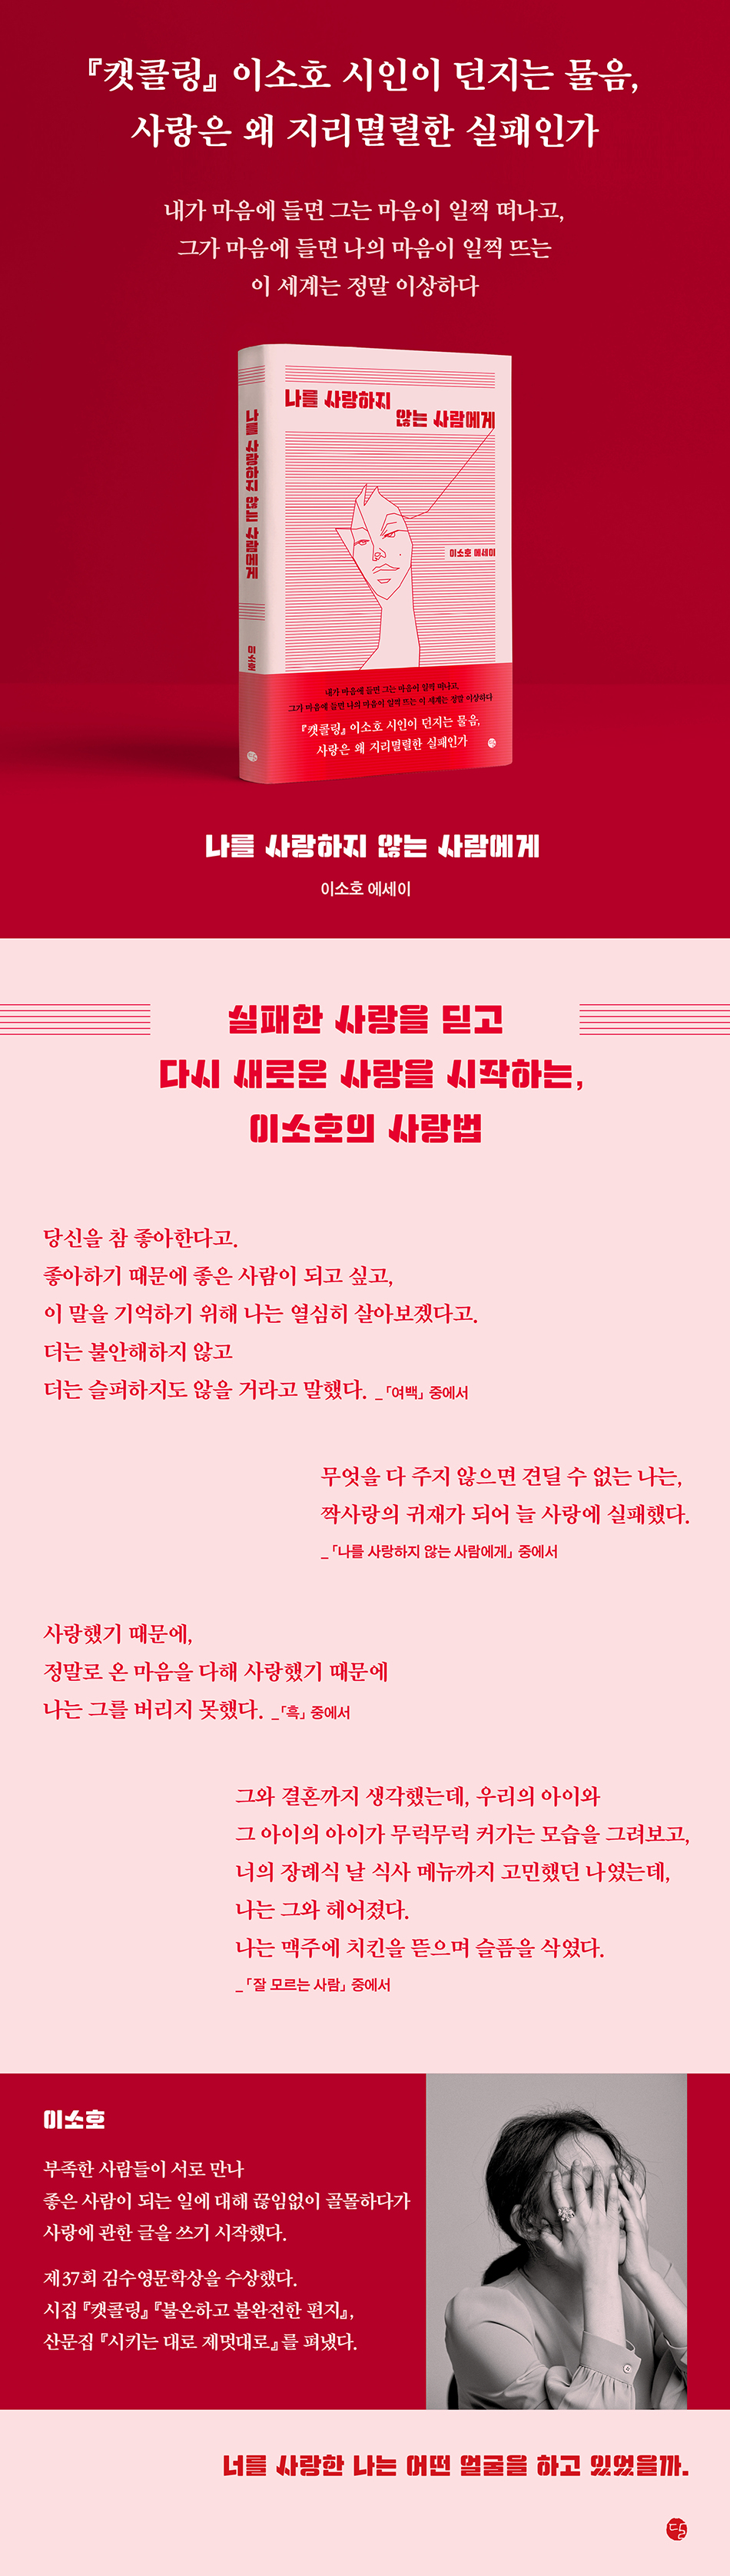 『캣콜링』 이소호 시인이 던지는 물음,
사랑은 왜 지리멸렬한 실패인가
내가 마음에 들면 그는 마음이 일찍 떠나고,
그가 마음에 들면 나의 마음이 일찍 뜨는
이 세계는 정말 이상하다
나를 사랑하지 않는 사람에게
이소호
나를 사랑하지
않는 사람에게
이소호 에세이
내가 마음에 들면 그는 마음이 일찍 떠나고,
그가 마음에 들면 나의 마음이 일찍 뜨는 이 세계는 정말 이상하다
『캣콜링』 이소호 시인이 던지는 물음,
사랑은 왜 지리멸렬한 실패인가
나를 사랑하지 않는 사람에게
이소호 에세이
실패한 사랑을 딛고
다시 새로운 사랑을 시작하는,
이소호의 사랑법
당신을 참 좋아한다고.
좋아하기 때문에 좋은 사람이 되고 싶고,
이 말을 기억하기 위해 나는 열심히 살아보겠다고.
더는 불안해하지 않고
더는 슬퍼하지도 않을 거라고 말했다. _「여백」 중에서
무엇을 다 주지 않으면 견딜 수 없는 나는,
짝사랑의 귀재가 되어 늘 사랑에 실패했다.
_「나를 사랑하지 않는 사람에게」 중에서
사랑했기 때문에,
정말로 온 마음을 다해 사랑했기 때문에
나는 그를 버리지 못했다. _「흑」 중에서
그와 결혼까지 생각했는데, 우리의 아이와
그 아이의 아이가 무럭무럭 커가는 모습을 그려보고,
너의 장례식 날 식사 메뉴까지 고민했던 나였는데,
나는 그와 헤어졌다.
나는 맥주에 치킨을 뜯으며 슬픔을 삭였다.
_「잘 모르는 사람」 중에서
이소호
부족한 사람들이 서로 만나
좋은 사람이 되는 일에 대해 끊임없이 골몰하다가
사랑에 관한 글을 쓰기 시작했다.
제37회 김수영문학상을 수상했다.
시집 『캣콜링』 『불온하고 불완전한 편지』,
산문집 『시키는 대로 제멋대로』를 펴냈다.
너를 사랑한 나는 어떤 얼굴을 하고 있었을까.